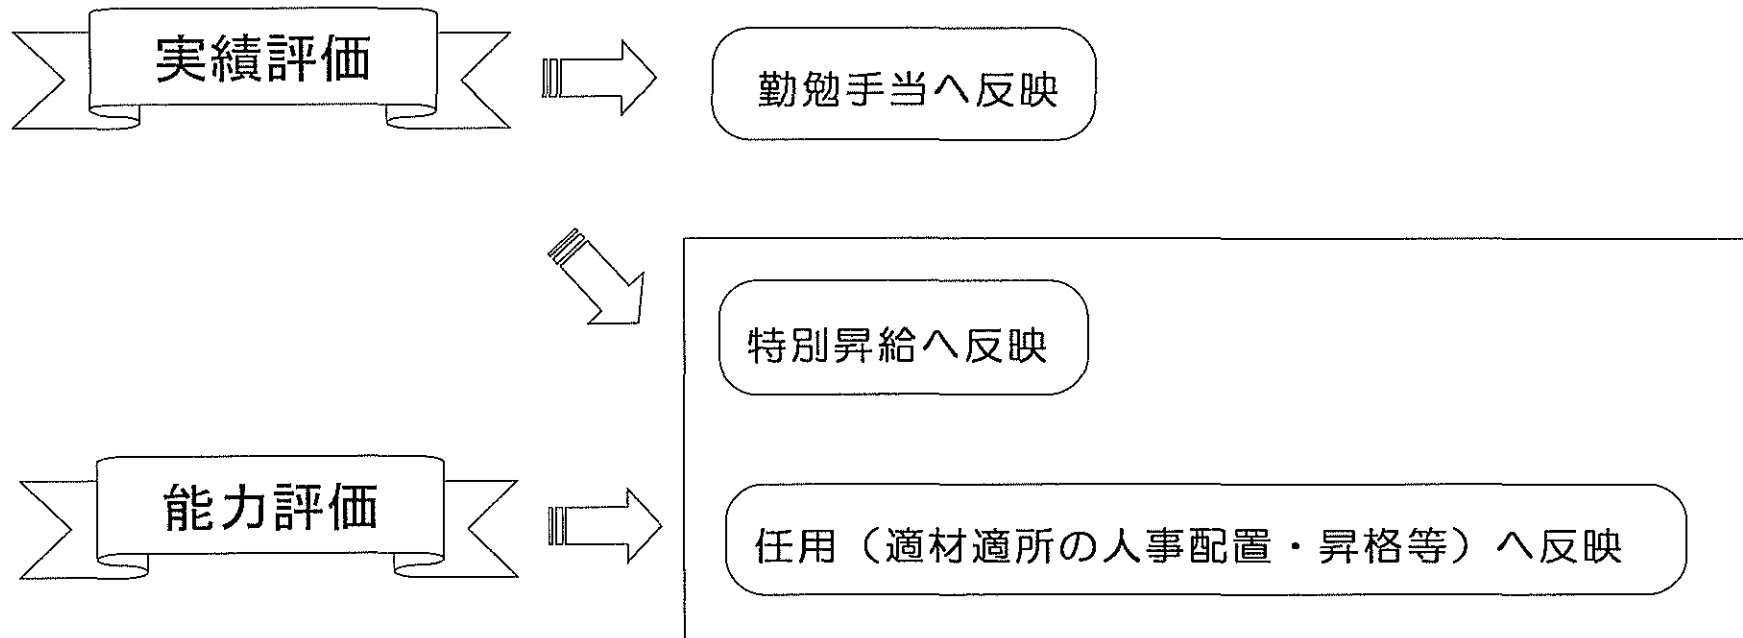 実績評価
勤勉手当へ反映
特別昇給へ反映
能力評価
任用（適材適所の人事配置・昇格等）へ反映